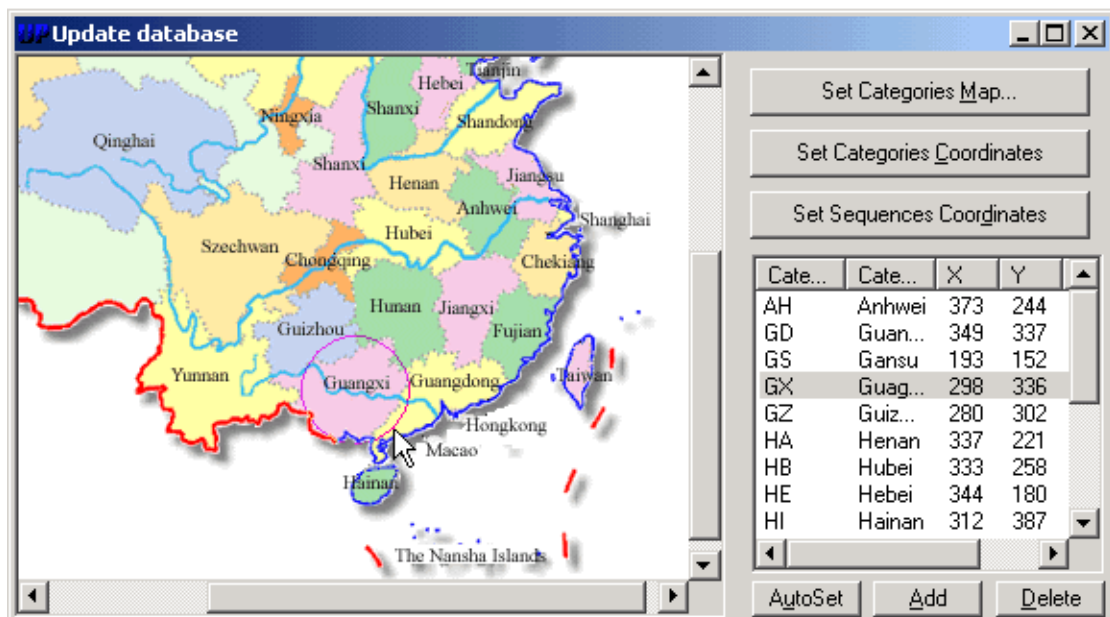 UP Update database
Tianjin
Hebei
Ningxia
Shanxi
Shandong
Qinghai
Shanxi
Henan
Jiangsu
Anhwei
Shanghai
Szechwan
Hubei
Chongqing
Chekiang
Hunan
Jiangxi
Guizhou
Fujian
Yunnan
Guangxi
Guangdong
Taiwan
Hongkong
Macao
Hainan
The Nansha Islands
Set Categories Map...
Set Categories Coordinates
Set Sequences Coordinates
Cate... Cate... X Y
AH Anhwei 373 244
GD Guan... 349 337
GS Gansu 193 152
GX Guag... 298 336
GZ Guiz... 280 302
HA Henan 337 221
HB Hubei 333 258
HE Hebei 344 180
HI Hainan 312 387
AutoSet Add Delete